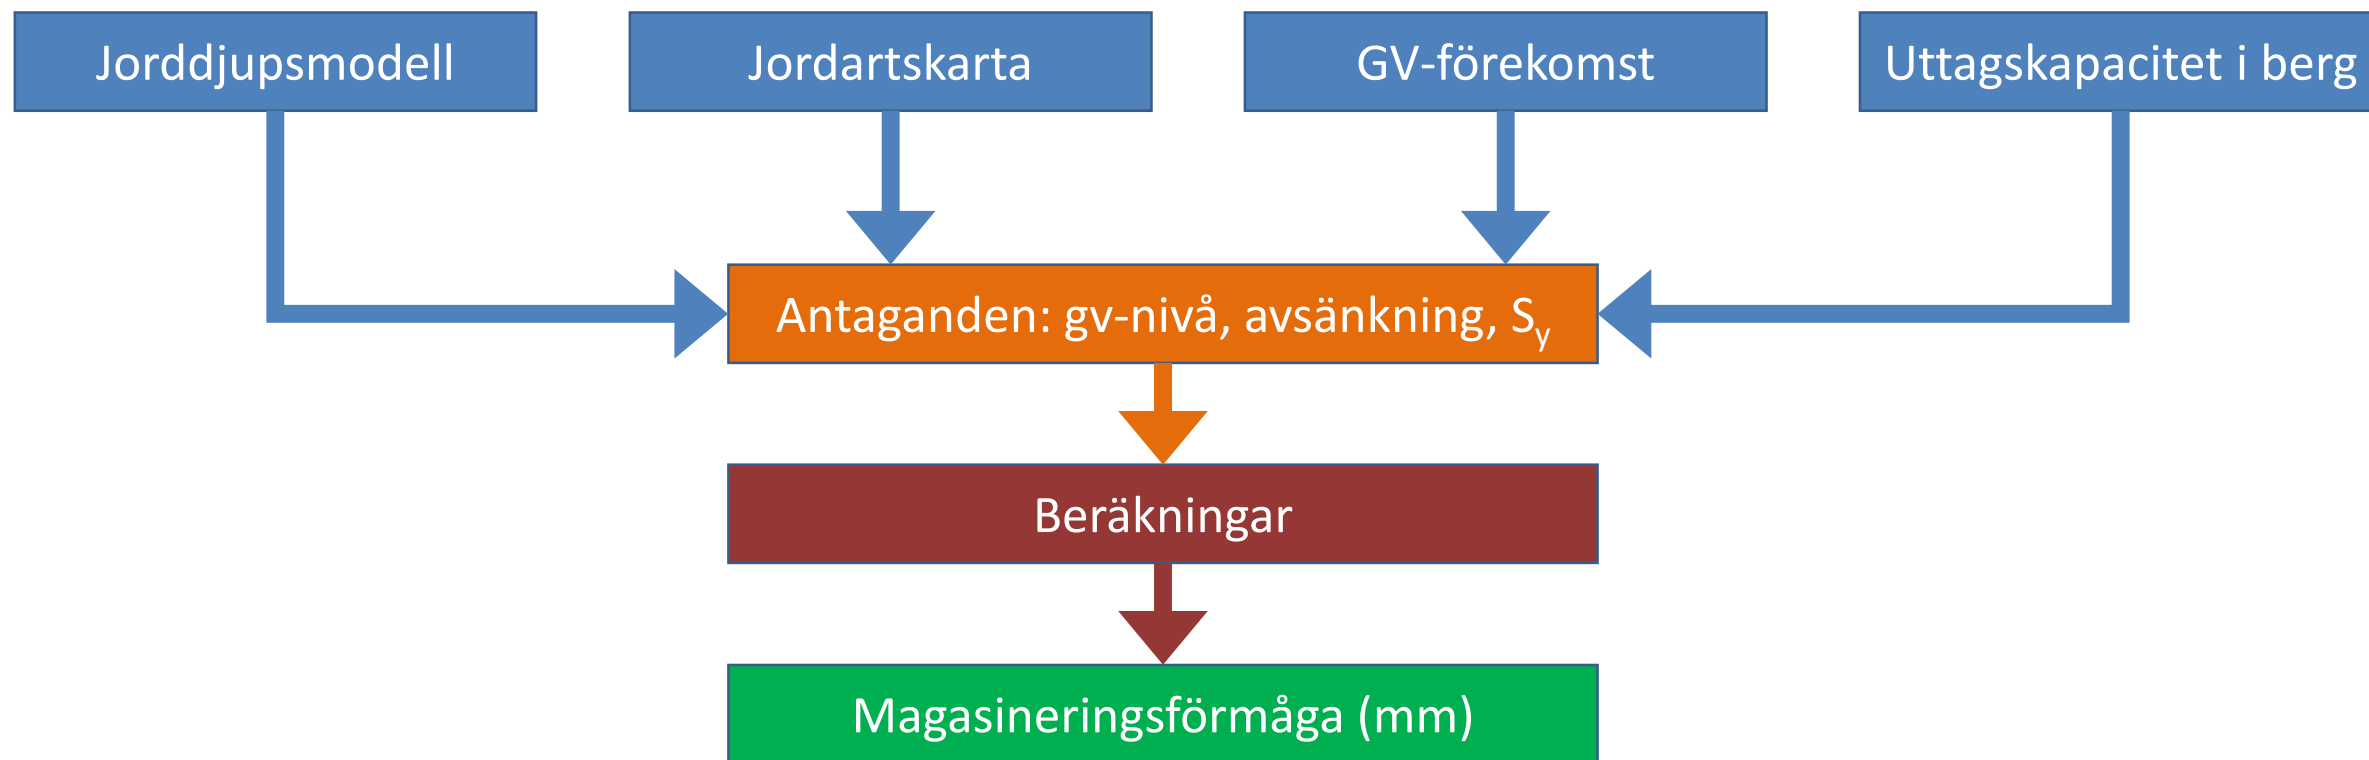 Jorddjupsmodell
Jordartskarta
GV-förekomst
Uttagskapacitet i berg
Antaganden: gv-nivå, avsänkning, Sy
Beräkningar
Magasineringsförmåga (mm)